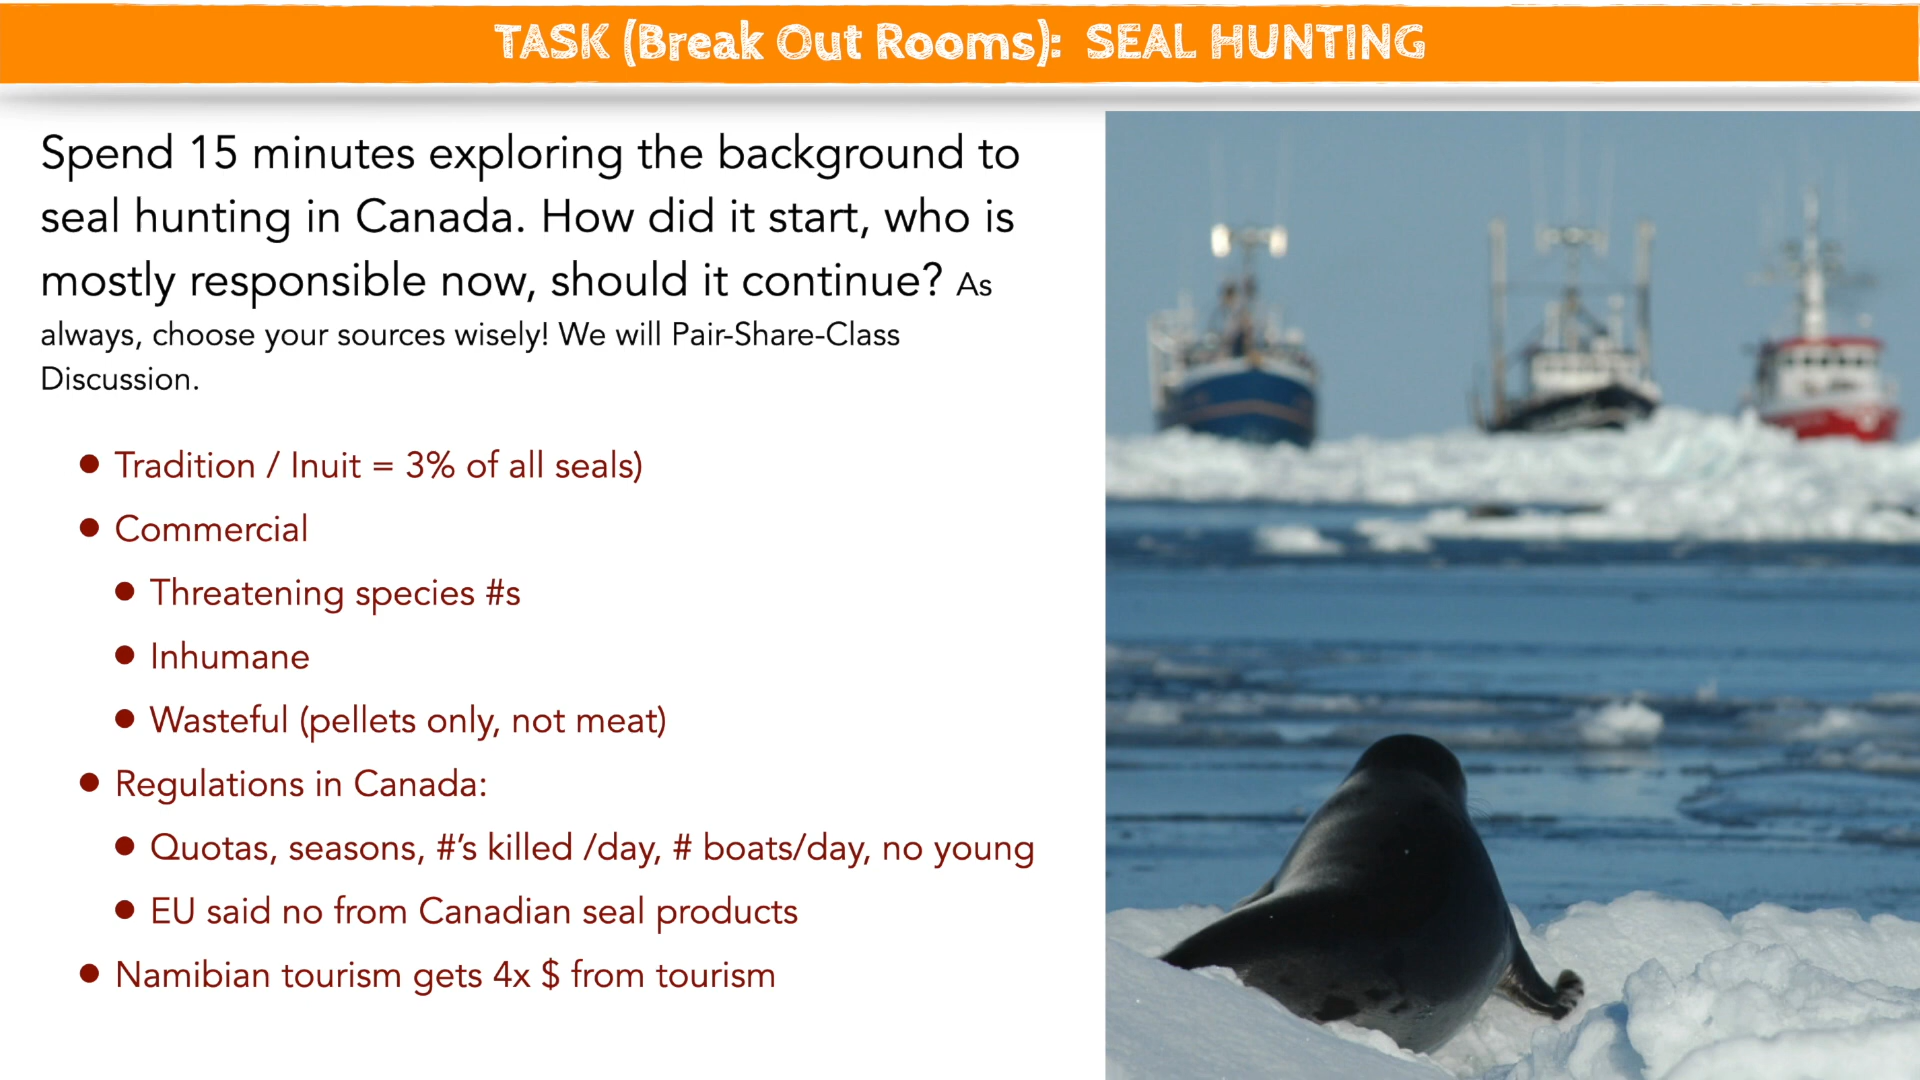 TASK (Break Out Rooms): SEAL HUNTING
Spend 15 minutes exploring the background to
seal hunting in Canada. How did it start, who is
mostly responsible now, should it continue? As
always, choose your sources wisely! We will Pair-Share-Class
Discussion.
● Tradition / Inuit = 3% of all seals)
● Commercial
● Threatening species #s
● Inhumane
● Wasteful (pellets only, not meat)
● Regulations in Canada:
● Quotas, seasons, #'s killed /day, # boats/day, no young
● EU said no from Canadian seal products
● Namibian tourism gets 4x $ from tourism